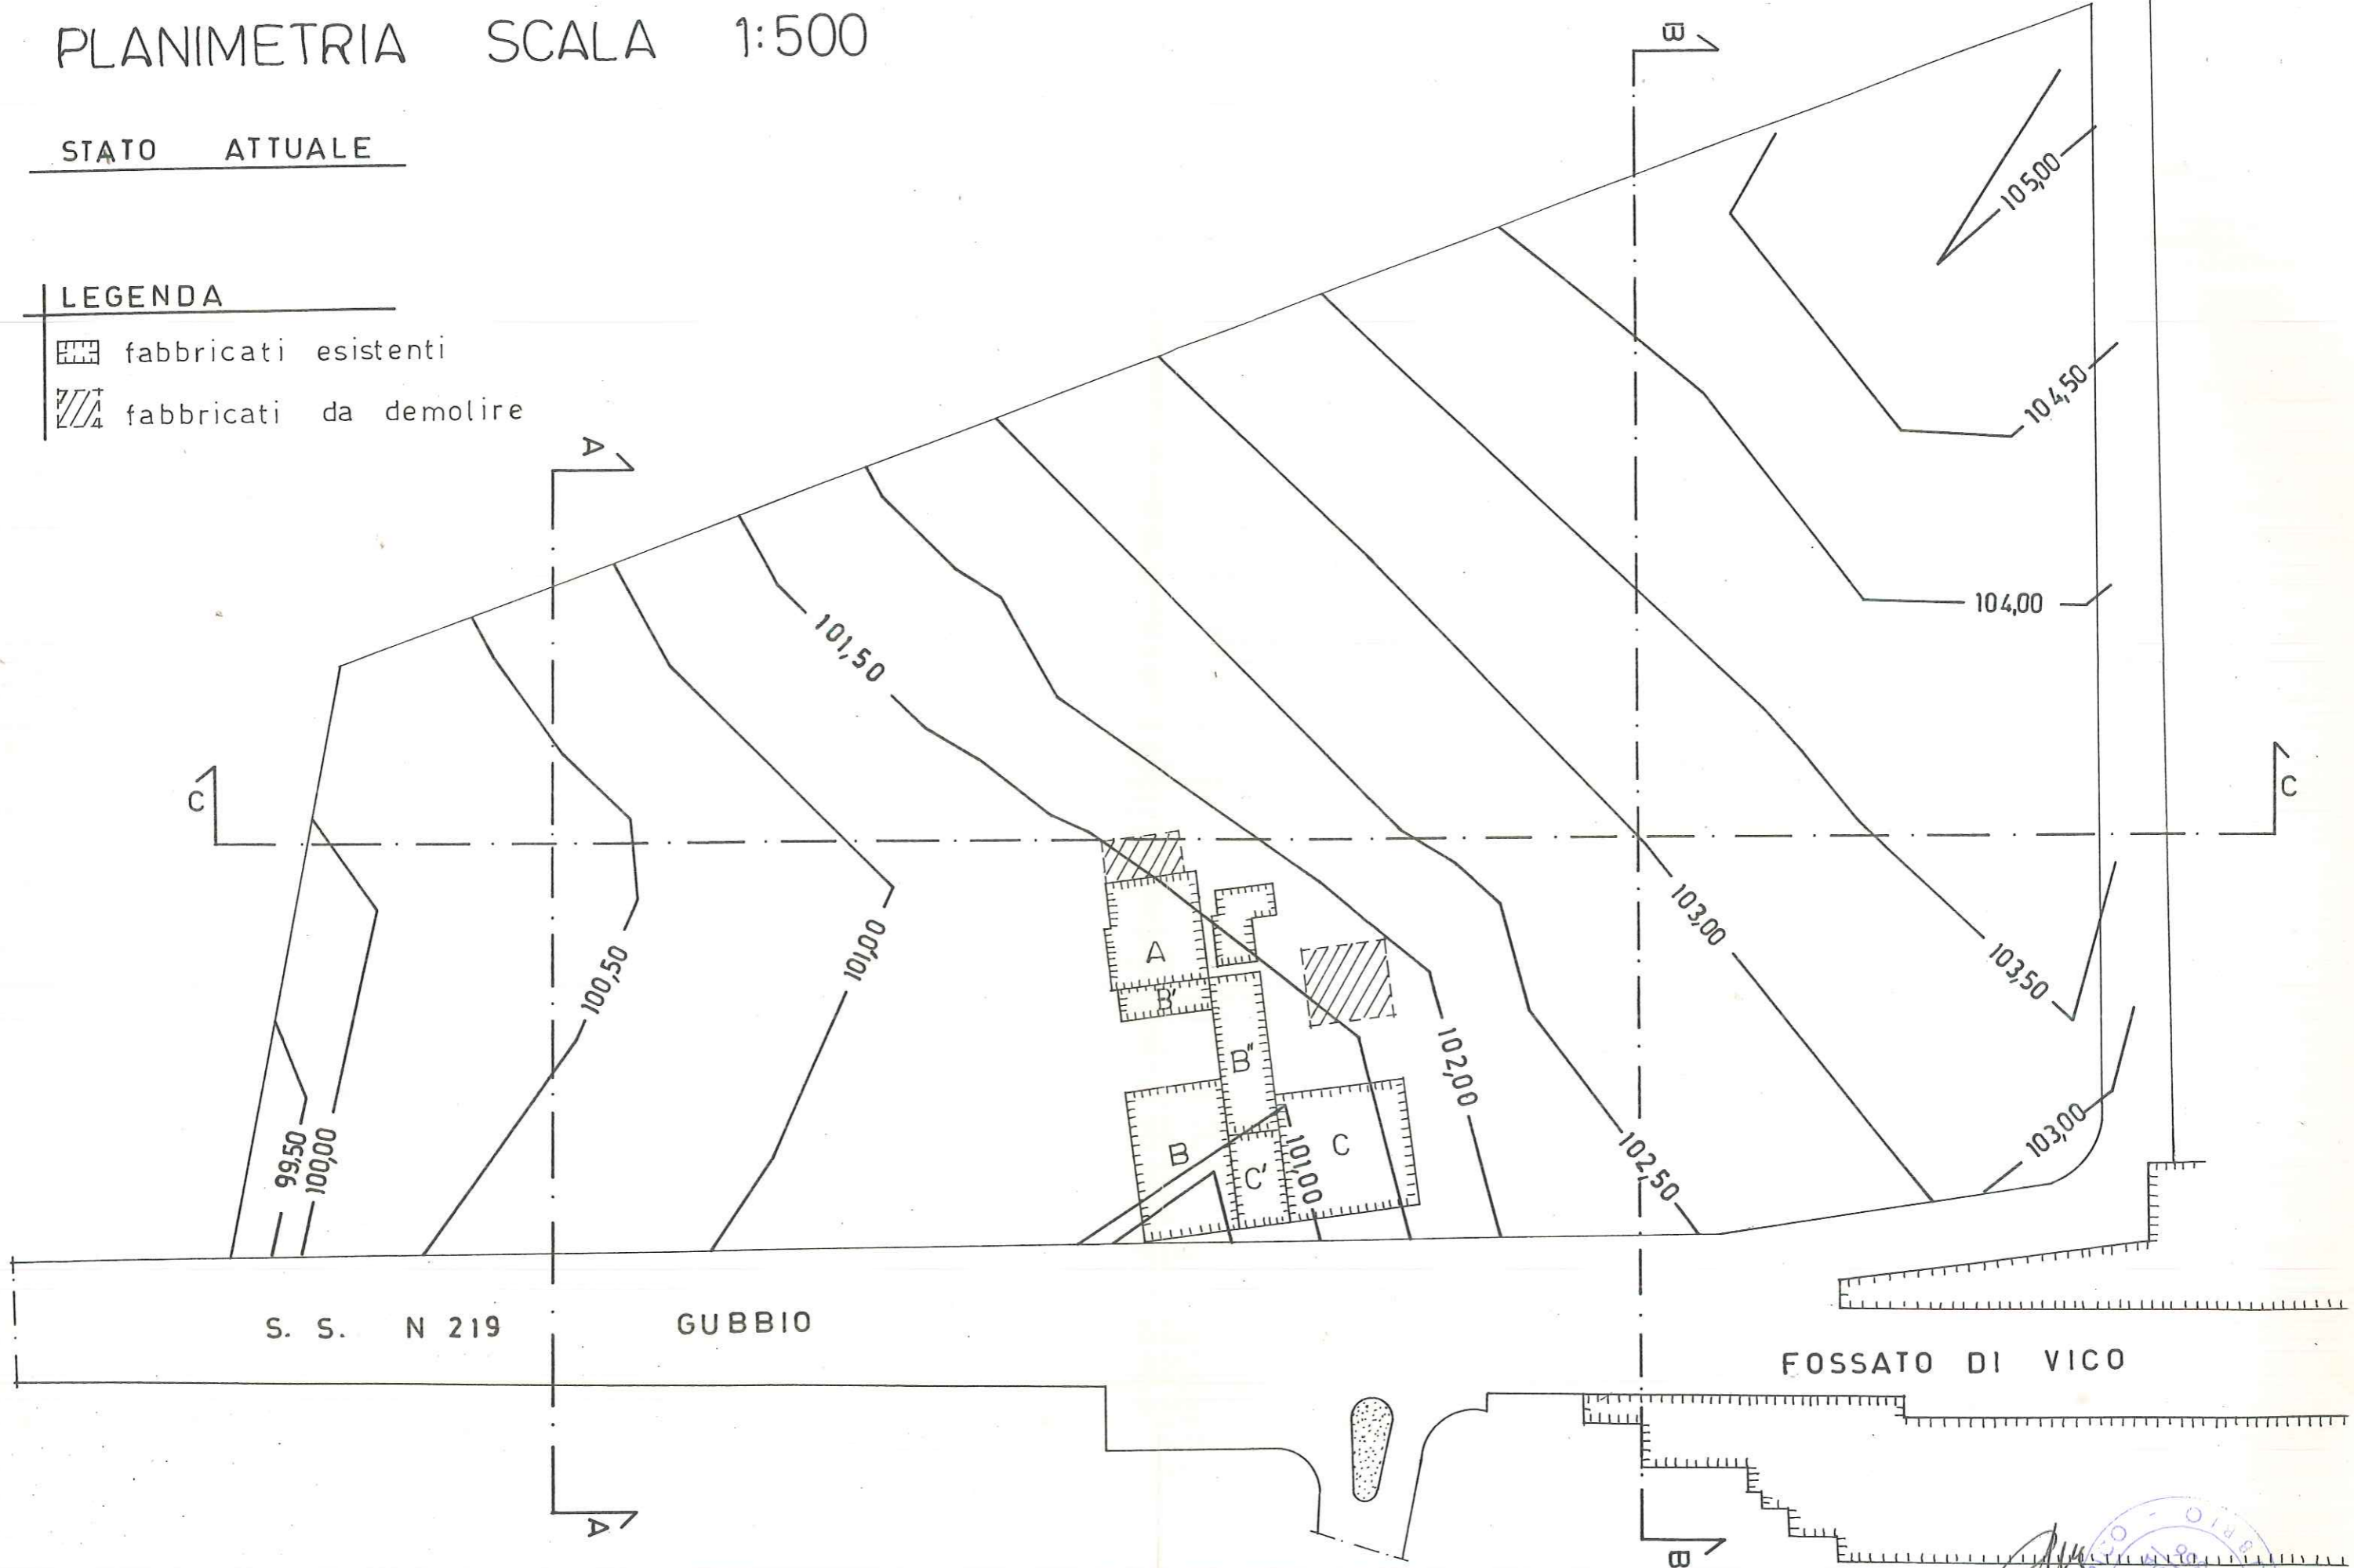 PLANIMETRIA SCALA 1:500
STATO ATTUALE
LEGENDA
fabbricati esistenti
fabbricati da demolire
B
A
105,00
104,50
104,00
101,50
C
C
103,00
103,50
100,50
101,00
102,00
102,50
103,00
99,50
100,00
A
B'
B"
B
C'
101,00
C
S. S. N 219 GUBBIO
FOSSATO DI VICO
A
B